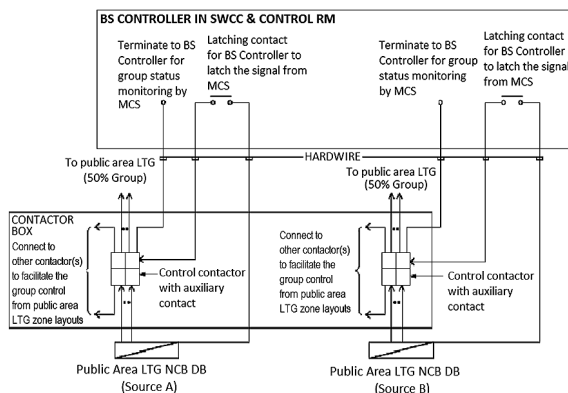 BS CONTROLLER IN SWCC & CONTROL RM
Terminate to BS
Controller for
group status
monitoring by
MCS
Latching contact
for BS Controller
to latch the
signal from
MCS
Terminate to BS
Controller for group
status monitoring
by MCS
Latching contact
for BS Controller
to latch the signal
from MCS
HARDWIRE
To public area LTG
(50% Group)
To public area LTG
(50% Group)
CONTACTOR
BOX
Connect to
other contactor(s)
to facilitate the
group control
from public area
LTG zone layouts
Control contactor
with auxiliary
contact
Connect to
other contactor(s)
to facilitate the
group control
from public area
LTG zone layouts
Control contactor
with auxiliary
contact
Public Area LTG NCB DB
(Source A)
Public Area LTG NCB DB
(Source B)